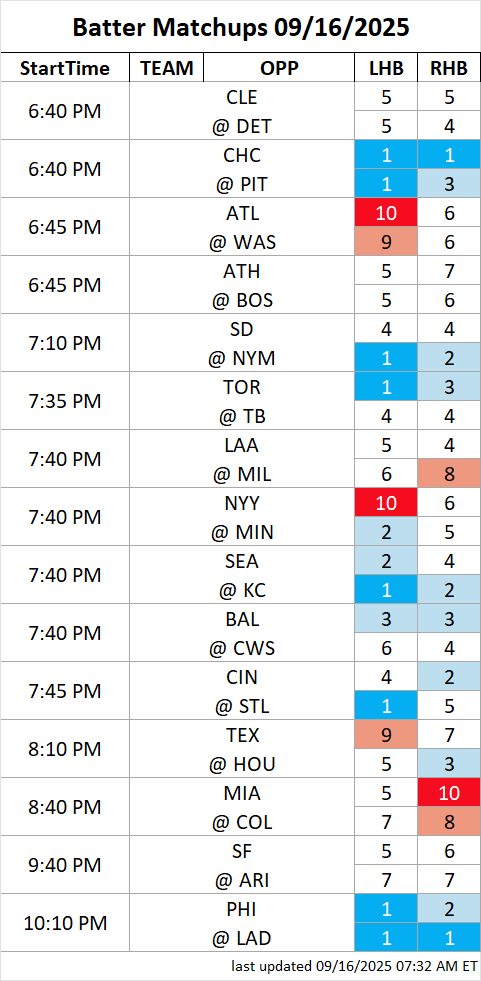 Batter Matchups 09/16/2025
StartTime TEAM OPP LHB RHB
6:40 PM
CLE 5 5
@ DET 5 4
6:40 PM
CHC 1 1
@ PIT 1 3
6:45 PM
ATL 10 6
@ WAS 9 6
6:45 PM
ATH 5 7
@ BOS 5 6
7:10 PM
SD 4 4
@ NYM 1 2
7:35 PM
TOR 1 3
@ TB 4 4
7:40 PM
LAA 5 4
@ MIL 6 8
7:40 PM
NYY 10 6
@ MIN 2 5
7:40 PM
SEA 2 4
@ KC 1 2
7:40 PM
BAL 3 3
@ CWS 6 4
7:45 PM
CIN 4 2
@ STL 1 5
8:10 PM
TEX 9 7
@ HOU 5 3
8:40 PM
MIA 5 10
@ COL 7 8
9:40 PM
SF 5 6
@ ARI 7 7
10:10 PM
PHI 1 2
@ LAD 1 1
last updated 09/16/2025 07:32 AM ET